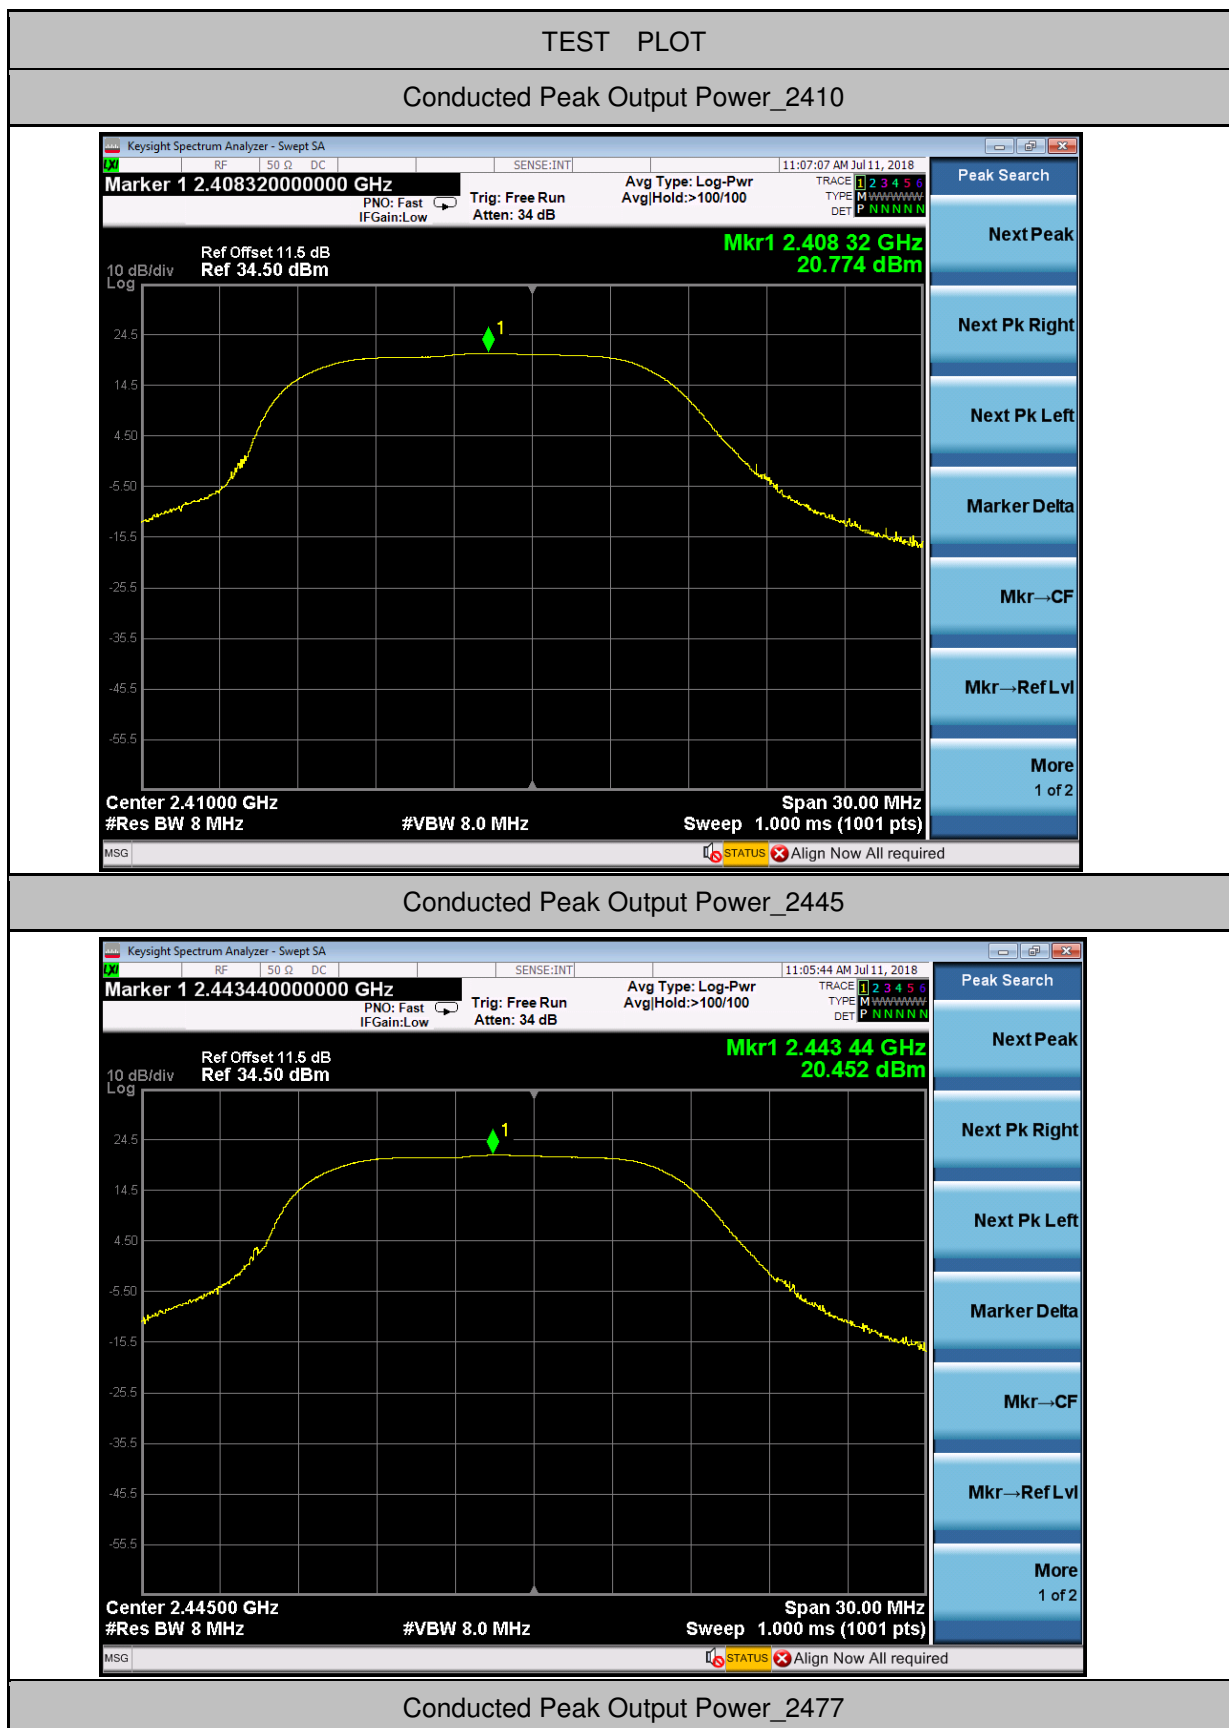 TEST PLOT
Conducted Peak Output Power_2410
Keysight Spectrum Analyzer - Swept SA
LXI RF 50 Ω DC SENSE:INT 11:07:07 AM Jul 11, 2018
Marker 1 2.408320000000 GHz
PNO: Fast
IFGain:Low
Trig: Free Run
Atten: 34 dB
Avg Type: Log-Pwr
Avg|Hold:>100/100
TRACE 1 2 3 4 5 6
TYPE M WWWWW
DET P N N N N N
Peak Search
Mkr1 2.408 32 GHz
20.774 dBm
Ref Offset 11.5 dB
10 dB/div Ref 34.50 dBm
Log
1
24.5
14.5
4.50
-5.50
-15.5
-25.5
-35.5
-45.5
-55.5
Center 2.41000 GHz Span 30.00 MHz
#Res BW 8 MHz #VBW 8.0 MHz Sweep 1.000 ms (1001 pts)
MSG STATUS Align Now All required
Next Peak
Next Pk Right
Next Pk Left
Marker Delta
Mkr→CF
Mkr→Ref Lvl
More
1 of 2
Conducted Peak Output Power_2445
Keysight Spectrum Analyzer - Swept SA
LXI RF 50 Ω DC SENSE:INT 11:05:44 AM Jul 11, 2018
Marker 1 2.443440000000 GHz
PNO: Fast
IFGain:Low
Trig: Free Run
Atten: 34 dB
Avg Type: Log-Pwr
Avg|Hold:>100/100
TRACE 1 2 3 4 5 6
TYPE M WWWWW
DET P N N N N N
Peak Search
Mkr1 2.443 44 GHz
20.452 dBm
Ref Offset 11.5 dB
10 dB/div Ref 34.50 dBm
Log
1
24.5
14.5
4.50
-5.50
-15.5
-25.5
-35.5
-45.5
-55.5
Center 2.44500 GHz Span 30.00 MHz
#Res BW 8 MHz #VBW 8.0 MHz Sweep 1.000 ms (1001 pts)
MSG STATUS Align Now All required
Next Peak
Next Pk Right
Next Pk Left
Marker Delta
Mkr→CF
Mkr→Ref Lvl
More
1 of 2
Conducted Peak Output Power_2477